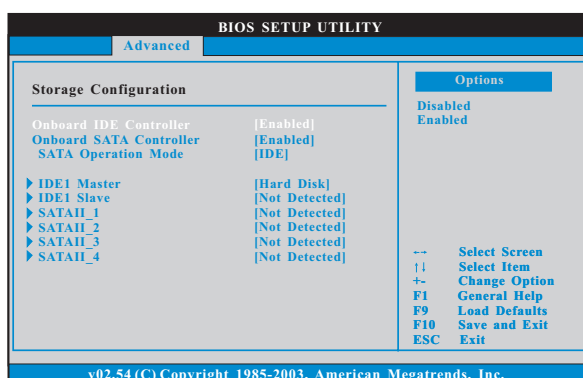 BIOS SETUP UTILITY
Advanced
Storage Configuration
Onboard IDE Controller [Enabled]
Onboard SATA Controller [Enabled]
SATA Operation Mode [IDE]
IDE1 Master [Hard Disk]
IDE1 Slave [Not Detected]
SATAII_1 [Not Detected]
SATAII_2 [Not Detected]
SATAII_3 [Not Detected]
SATAII_4 [Not Detected]
Options
Disabled
Enabled
←→ Select Screen
↑↓ Select Item
+- Change Option
F1 General Help
F9 Load Defaults
F10 Save and Exit
ESC Exit
v02.54 (C) Copyright 1985-2003, American Megatrends, Inc.